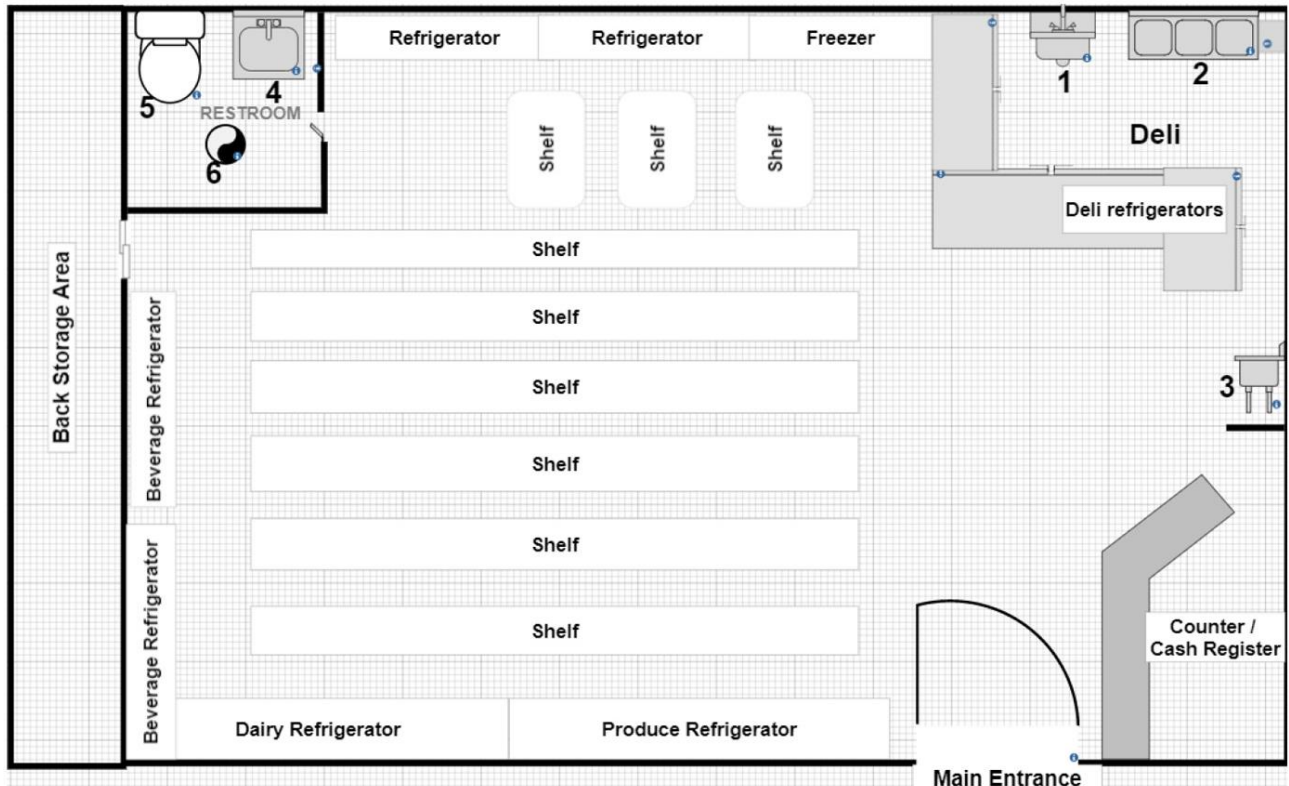 Refrigerator
Refrigerator
Freezer
1
2
5
4
RESTROOM
6
Deli
Shelf
Shelf
Shelf
Deli refrigerators
Shelf
Back Storage Area
Beverage Refrigerator
Shelf
Shelf
3
Shelf
Shelf
Beverage Refrigerator
Shelf
Counter /
Cash Register
Dairy Refrigerator
Produce Refrigerator
Main Entrance